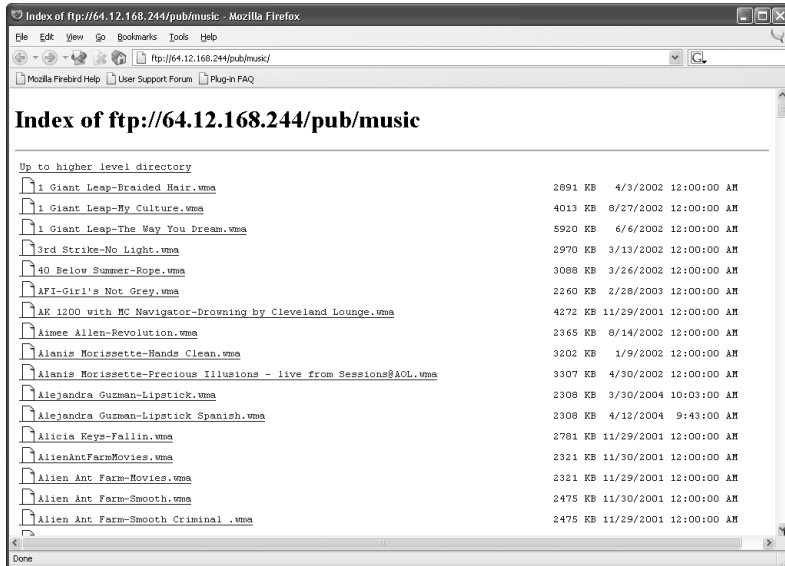 Index of ftp://64.12.168.244/pub/music - Mozilla Firefox
File Edit View Go Bookmarks Tools Help
ftp://64.12.168.244/pub/music/
G
Mozilla Firebird Help User Support Forum Plug-in FAQ
Index of ftp://64.12.168.244/pub/music
Up to higher level directory
1 Giant Leap-Braided Hair.wma 2891 KB 4/3/2002 12:00:00 AM
1 Giant Leap-My Culture.wma 4013 KB 8/27/2002 12:00:00 AM
1 Giant Leap-The Way You Dream.wma 5920 KB 6/6/2002 12:00:00 AM
3rd Strike-No Light.wma 2970 KB 3/13/2002 12:00:00 AM
40 Below Summer-Rope.wma 3088 KB 3/26/2002 12:00:00 AM
AFI-Girl's Not Grey.wma 2260 KB 2/28/2003 12:00:00 AM
AK 1200 with MC Navigator-Drowning by Cleveland Lounge.wma 4272 KB 11/29/2001 12:00:00 AM
Aimee Allen-Revolution.wma 2365 KB 8/14/2002 12:00:00 AM
Alanis Morissette-Hands Clean.wma 3202 KB 1/9/2002 12:00:00 AM
Alanis Morissette-Precious Illusions - live from Sessions@AOL.wma 3307 KB 4/30/2002 12:00:00 AM
Alejandra Guzman-Lipstick.wma 2308 KB 3/30/2004 10:03:00 AM
Alejandra Guzman-Lipstick Spanish.wma 2308 KB 4/12/2004 9:43:00 AM
Alicia Keys-Fallin.wma 2781 KB 11/29/2001 12:00:00 AM
AlienAntFarmMovies.wma 2321 KB 11/30/2001 12:00:00 AM
Alien Ant Farm-Movies.wma 2321 KB 11/29/2001 12:00:00 AM
Alien Ant Farm-Smooth.wma 2475 KB 11/30/2001 12:00:00 AM
Alien Ant Farm-Smooth Criminal .wma 2475 KB 11/29/2001 12:00:00 AM
Done